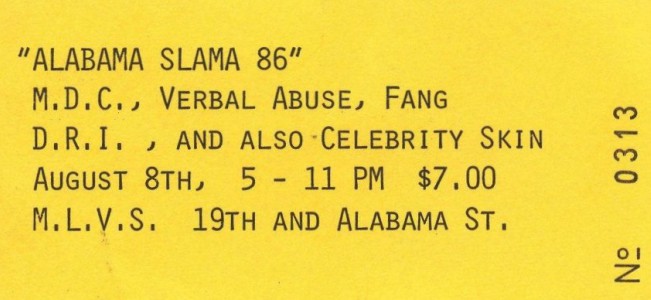 "ALABAMA SLAMA 86"
M.D.C., VERBAL ABUSE, FANG
D.R.I. , AND ALSO CELEBRITY SKIN
AUGUST 8TH, 5 - 11 PM $7.00
M.L.V.S. 19TH AND ALABAMA ST.
Nº 0313